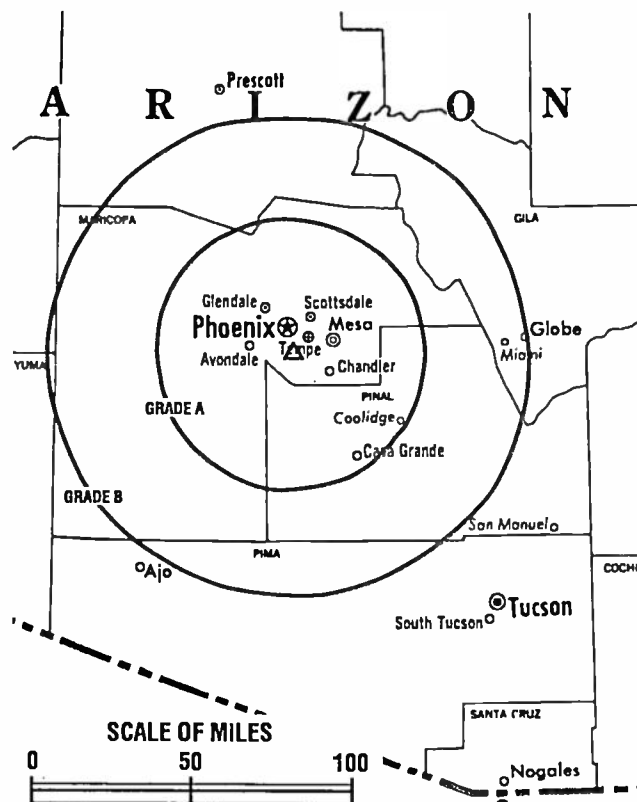 Prescott
A R I Z O N
MARICOPA
GILA
Glendale
Scottsdale
Phoenix
Mesa
Globe
Tempe
Miami
Avondale
YUMA
Chandler
PINAL
GRADE A
Coolidge
Casa Grande
GRADE B
San Manuel
PIMA
COCH
Ajo
Tucson
South Tucson
SANTA CRUZ
SCALE OF MILES
0 50 100
Nogales